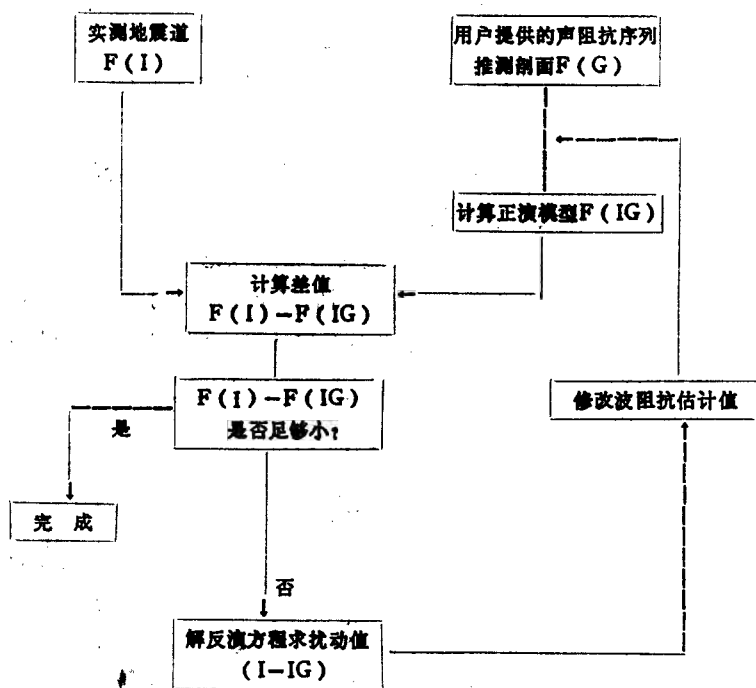 实测地震道
F(I)
用户提供的声阻抗序列
推测剖面F(G)
计算正演模型F(IG)
计算差值
F(I)-F(IG)
F(I)-F(IG)
是否足够小?
修改波阻抗估计值
是
完 成
否
解反演方程求扰动值
(I-IG)